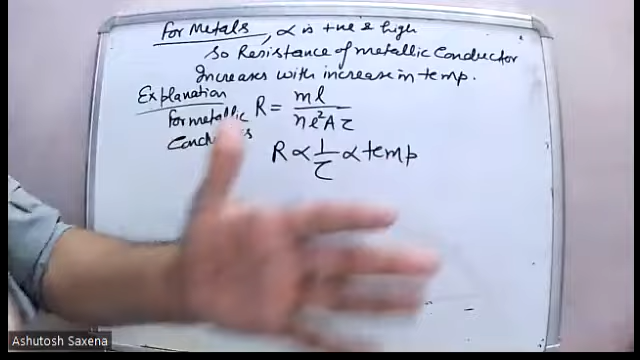 For Metals, α is +ve & high
So Resistance of metallic Conductor
Increases with increase in temp.
Explanation
R = ml / ne²Aτ
for metallic
R ∝ 1/τ ∝ temp
Ashutosh Saxena